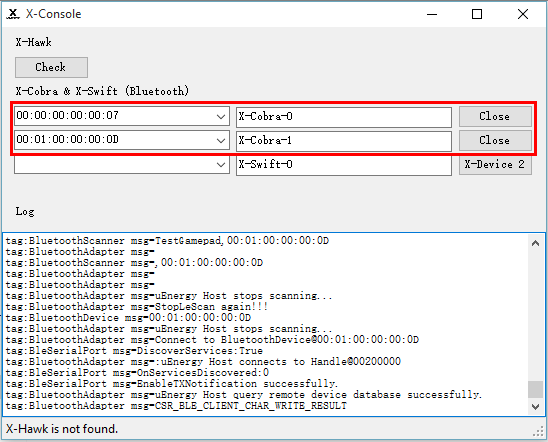 X-Console
X-Hawk
Check
X-Cobra & X-Swift (Bluetooth)
00:00:00:00:00:07 X-Cobra-0 Close
00:01:00:00:00:0D X-Cobra-1 Close
X-Swift-0 X-Device 2
Log
tag:BluetoothScanner msg=TestGamepad,00:01:00:00:00:0D
tag:BluetoothAdapter msg=
tag:BluetoothScanner msg=,00:01:00:00:00:0D
tag:BluetoothAdapter msg=
tag:BluetoothAdapter msg=
tag:BluetoothAdapter msg=uEnergy Host stops scanning...
tag:BluetoothAdapter msg=StopLeScan again!!!
tag:BluetoothDevice msg=00:01:00:00:00:0D
tag:BluetoothAdapter msg=uEnergy Host stops scanning...
tag:BluetoothAdapter msg=Connect to BluetoothDevice@00:01:00:00:00:0D
tag:BleSerialPort msg=DiscoverServices:True
tag:BluetoothAdapter msg=:uEnergy Host connects to Handle@00200000
tag:BleSerialPort msg=OnServicesDiscovered:0
tag:BleSerialPort msg=EnableTXNotification successfully.
tag:BluetoothAdapter msg=uEnergy Host query remote device database successfully.
tag:BluetoothAdapter msg=CSR_BLE_CLIENT_CHAR_WRITE_RESULT
X-Hawk is not found.